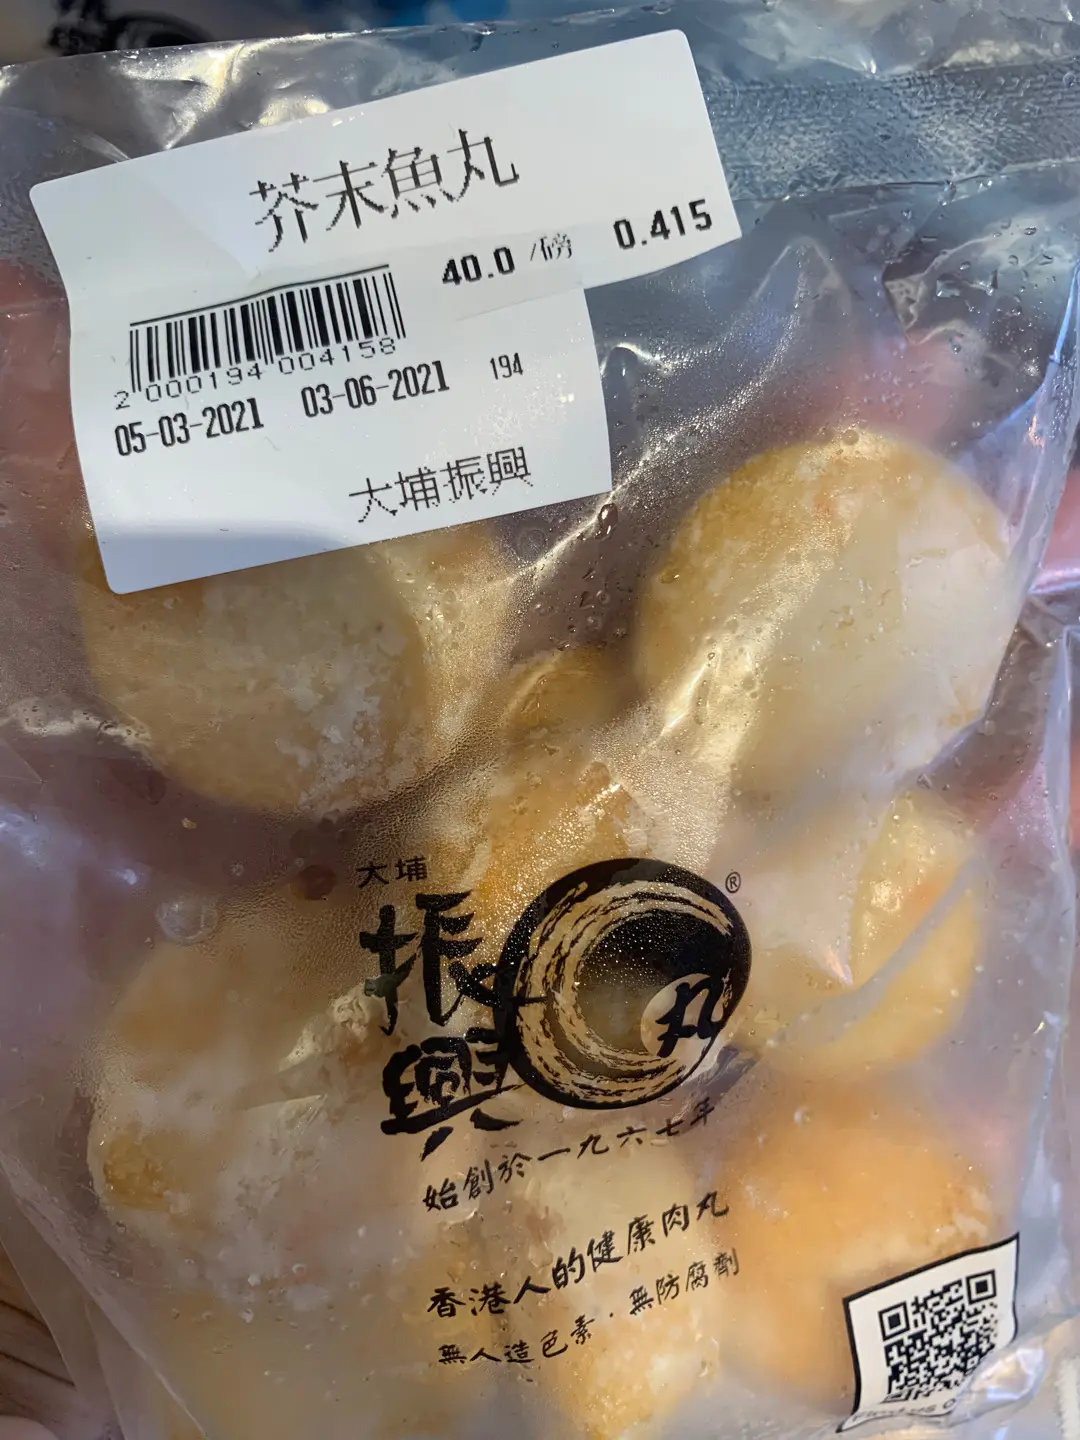 芥末魚丸
40.0 /磅 0.415
2 000194 004158
05-03-2021 03-06-2021 194
大埔振興
大埔
振興
丸
®
始創於一九六七年
香港人的健康肉丸
無人造色素·無防腐劑